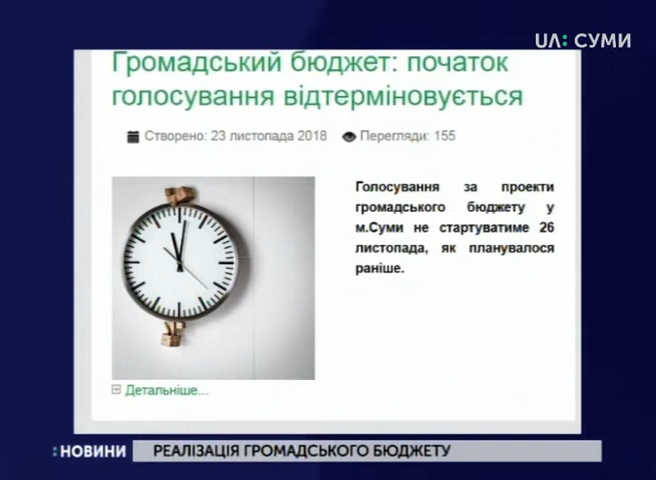 UA: СУМИ
Громадський бюджет: початок
голосування відтерміновується
Створено: 23 листопада 2018 Перегляди: 155
Голосування за проекти
громадського бюджету у
м.Суми не стартуватиме 26
листопада, як планувалося
раніше.
Детальніше...
:НОВИНИ РЕАЛІЗАЦІЯ ГРОМАДСЬКОГО БЮДЖЕТУ